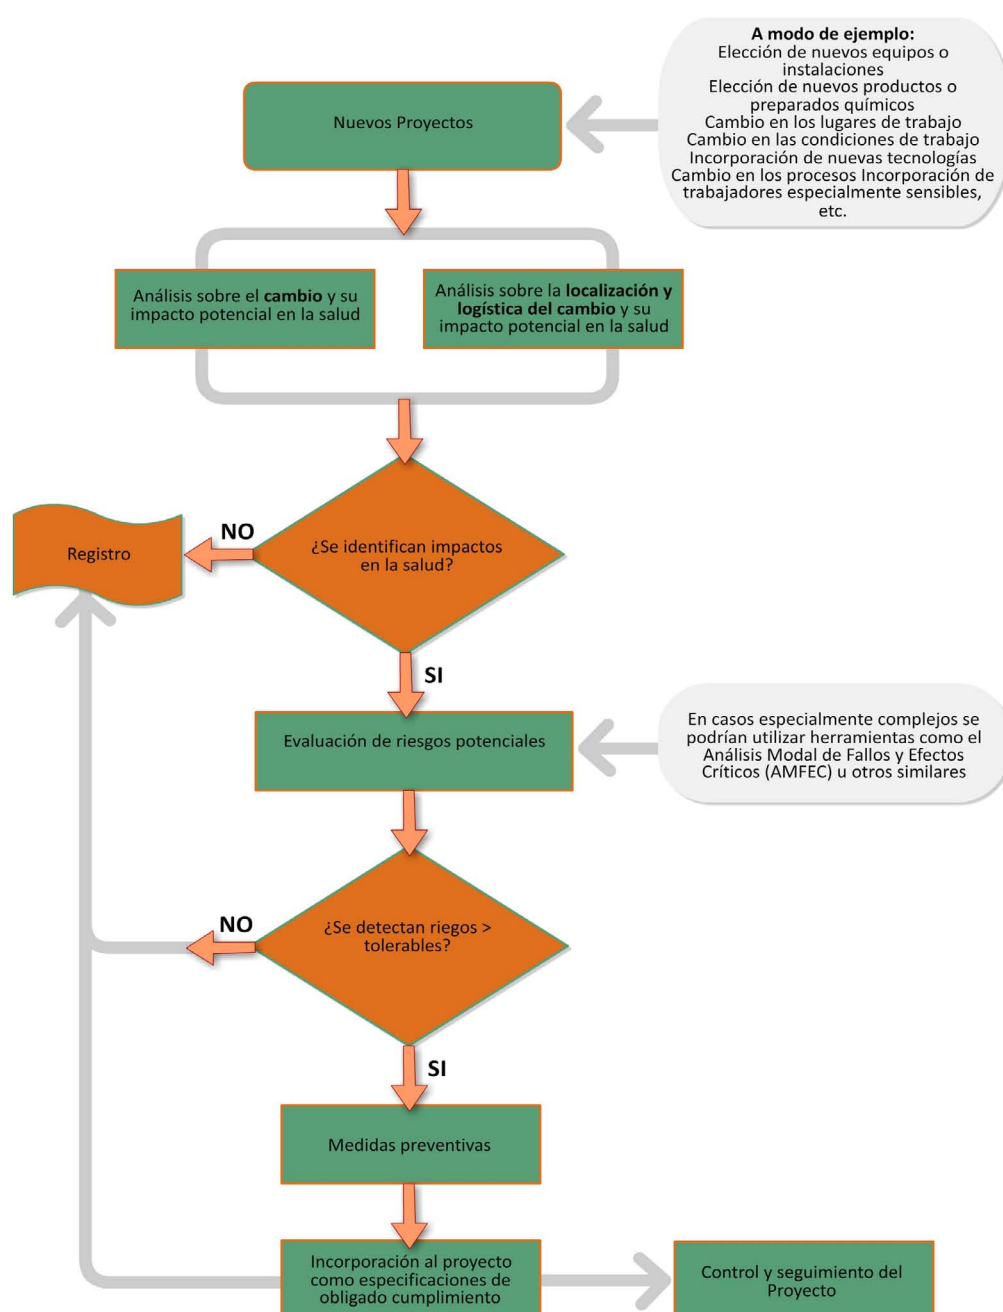 A modo de ejemplo:
Elección de nuevos equipos o
instalaciones
Elección de nuevos productos o
preparados químicos
Cambio en los lugares de trabajo
Cambio en las condiciones de trabajo
Incorporación de nuevas tecnologías
Cambio en los procesos Incorporación de
trabajadores especialmente sensibles,
etc.
Nuevos Proyectos
Análisis sobre el cambio y su
impacto potencial en la salud
Análisis sobre la localización y
logística del cambio y su
impacto potencial en la salud
¿Se identifican impactos
en la salud?
NO
Registro
SI
Evaluación de riesgos potenciales
En casos especialmente complejos se
podrían utilizar herramientas como el
Análisis Modal de Fallos y Efectos
Críticos (AMFEC) u otros similares
¿Se detectan riegos >
tolerables?
NO
SI
Medidas preventivas
Incorporación al proyecto
como especificaciones de
obligado cumplimiento
Control y seguimiento del
Proyecto